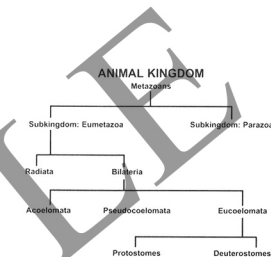 ANIMAL KINGDOM
Metazoans
Subkingdom: Eumetazoa Subkingdom: Parazoa
Radiata Bilateria
Acoelomata Pseudocoelomata Eucoelomata
Protostomes Deuterostomes